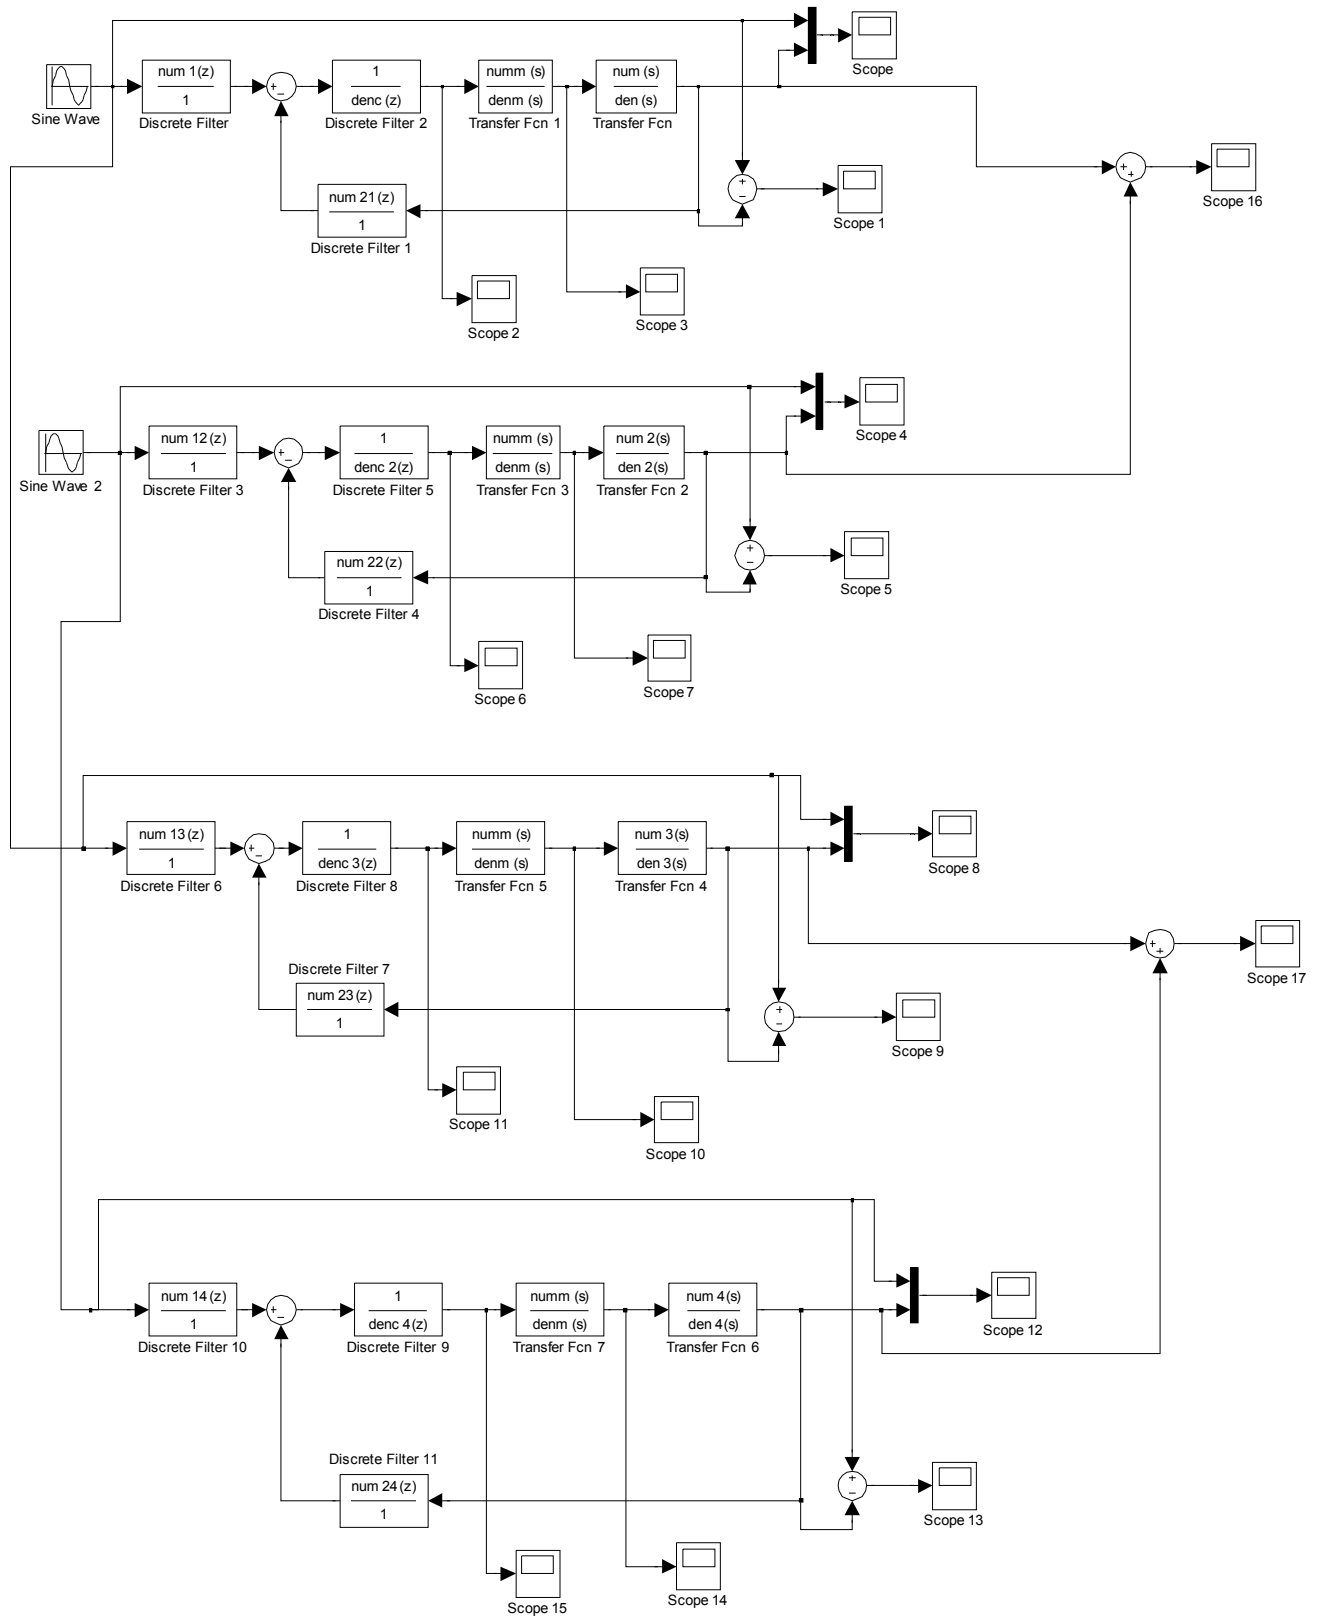 Scope
num 1(z)
1
+
−
1
denc (z)
numm (s)
denm (s)
num (s)
den (s)
Sine Wave
Discrete Filter
Discrete Filter 2
Transfer Fcn 1
Transfer Fcn
+
+
Scope 16
num 21(z)
1
+
−
Scope 1
Discrete Filter 1
Scope 2
Scope 3
Scope 4
num 12(z)
1
+
−
1
denc 2(z)
numm (s)
denm (s)
num 2(s)
den 2(s)
Sine Wave 2
Discrete Filter 3
Discrete Filter 5
Transfer Fcn 3
Transfer Fcn 2
num 22(z)
1
+
−
Scope 5
Discrete Filter 4
Scope 6
Scope 7
num 13(z)
1
+
−
1
denc 3(z)
numm (s)
denm (s)
num 3(s)
den 3(s)
Scope 8
Discrete Filter 6
Discrete Filter 8
Transfer Fcn 5
Transfer Fcn 4
+
+
Scope 17
Discrete Filter 7
num 23(z)
1
+
−
Scope 9
Scope 11
Scope 10
num 14(z)
1
+
−
1
denc 4(z)
numm (s)
denm (s)
num 4(s)
den 4(s)
Scope 12
Discrete Filter 10
Discrete Filter 9
Transfer Fcn 7
Transfer Fcn 6
Discrete Filter 11
num 24(z)
1
+
−
Scope 13
Scope 15
Scope 14